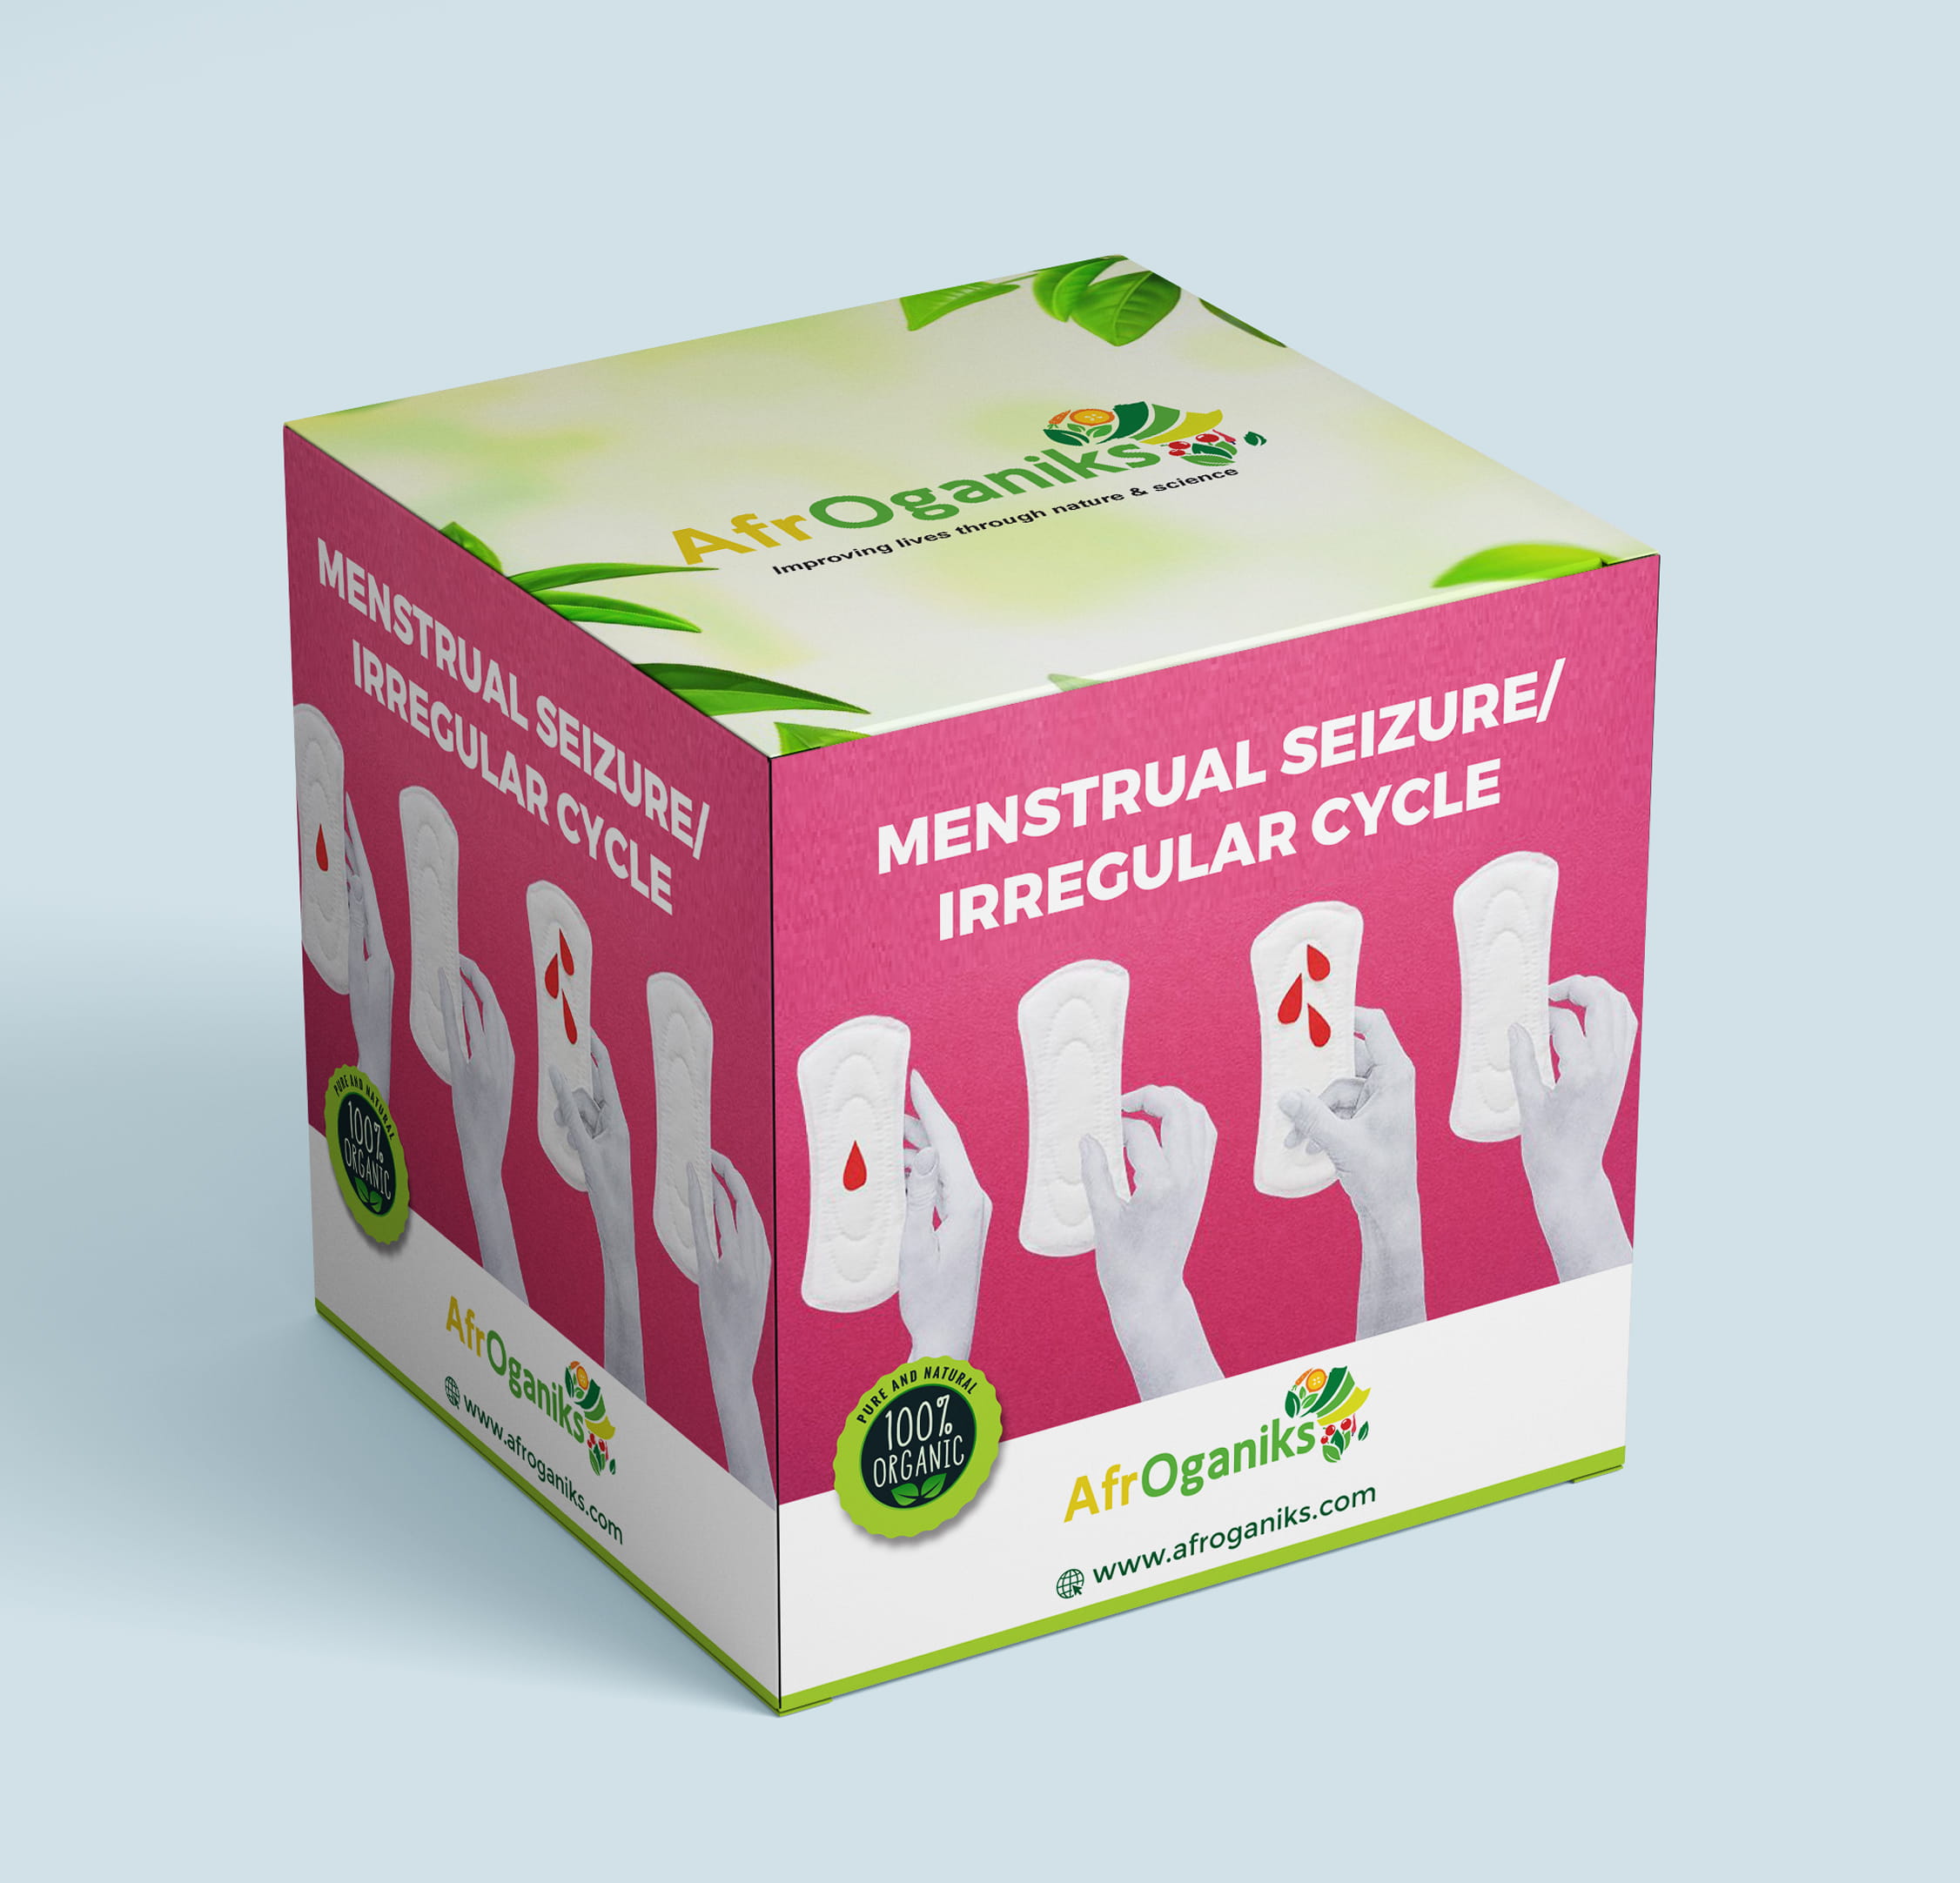 AfrOganiks
Improving lives through nature & science
MENSTRUAL SEIZURE/
IRREGULAR CYCLE
PURE AND NATURAL
100%
ORGANIC
AfrOganiks
www.afroganiks.com
MENSTRUAL SEIZURE/
IRREGULAR CYCLE
PURE AND NATURAL
100%
ORGANIC
AfrOganiks
www.afroganiks.com